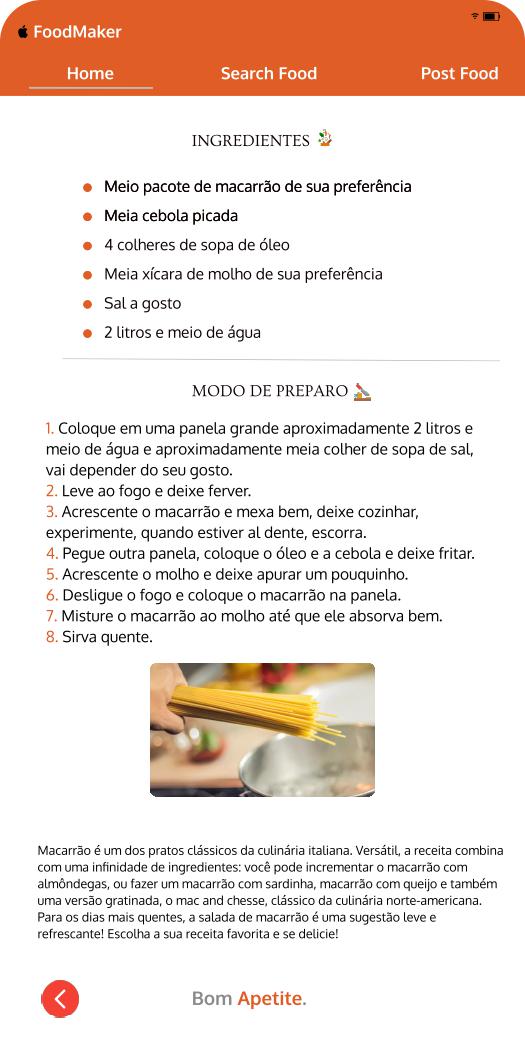 FoodMaker
Home Search Food Post Food
INGREDIENTES
Meio pacote de macarrão de sua preferência
Meia cebola picada
4 colheres de sopa de óleo
Meia xícara de molho de sua preferência
Sal a gosto
2 litros e meio de água
MODO DE PREPARO
1. Coloque em uma panela grande aproximadamente 2 litros e
meio de água e aproximadamente meia colher de sopa de sal,
vai depender do seu gosto.
2. Leve ao fogo e deixe ferver.
3. Acrescente o macarrão e mexa bem, deixe cozinhar,
experimente, quando estiver al dente, escorra.
4. Pegue outra panela, coloque o óleo e a cebola e deixe fritar.
5. Acrescente o molho e deixe apurar um pouquinho.
6. Desligue o fogo e coloque o macarrão na panela.
7. Misture o macarrão ao molho até que ele absorva bem.
8. Sirva quente.
Macarrão é um dos pratos clássicos da culinária italiana. Versátil, a receita combina
com uma infinidade de ingredientes: você pode incrementar o macarrão com
almôndegas, ou fazer um macarrão com sardinha, macarrão com queijo e também
uma versão gratinada, o mac and chesse, clássico da culinária norte-americana.
Para os dias mais quentes, a salada de macarrão é uma sugestão leve e
refrescante! Escolha a sua receita favorita e se delicie!
Bom Apetite.